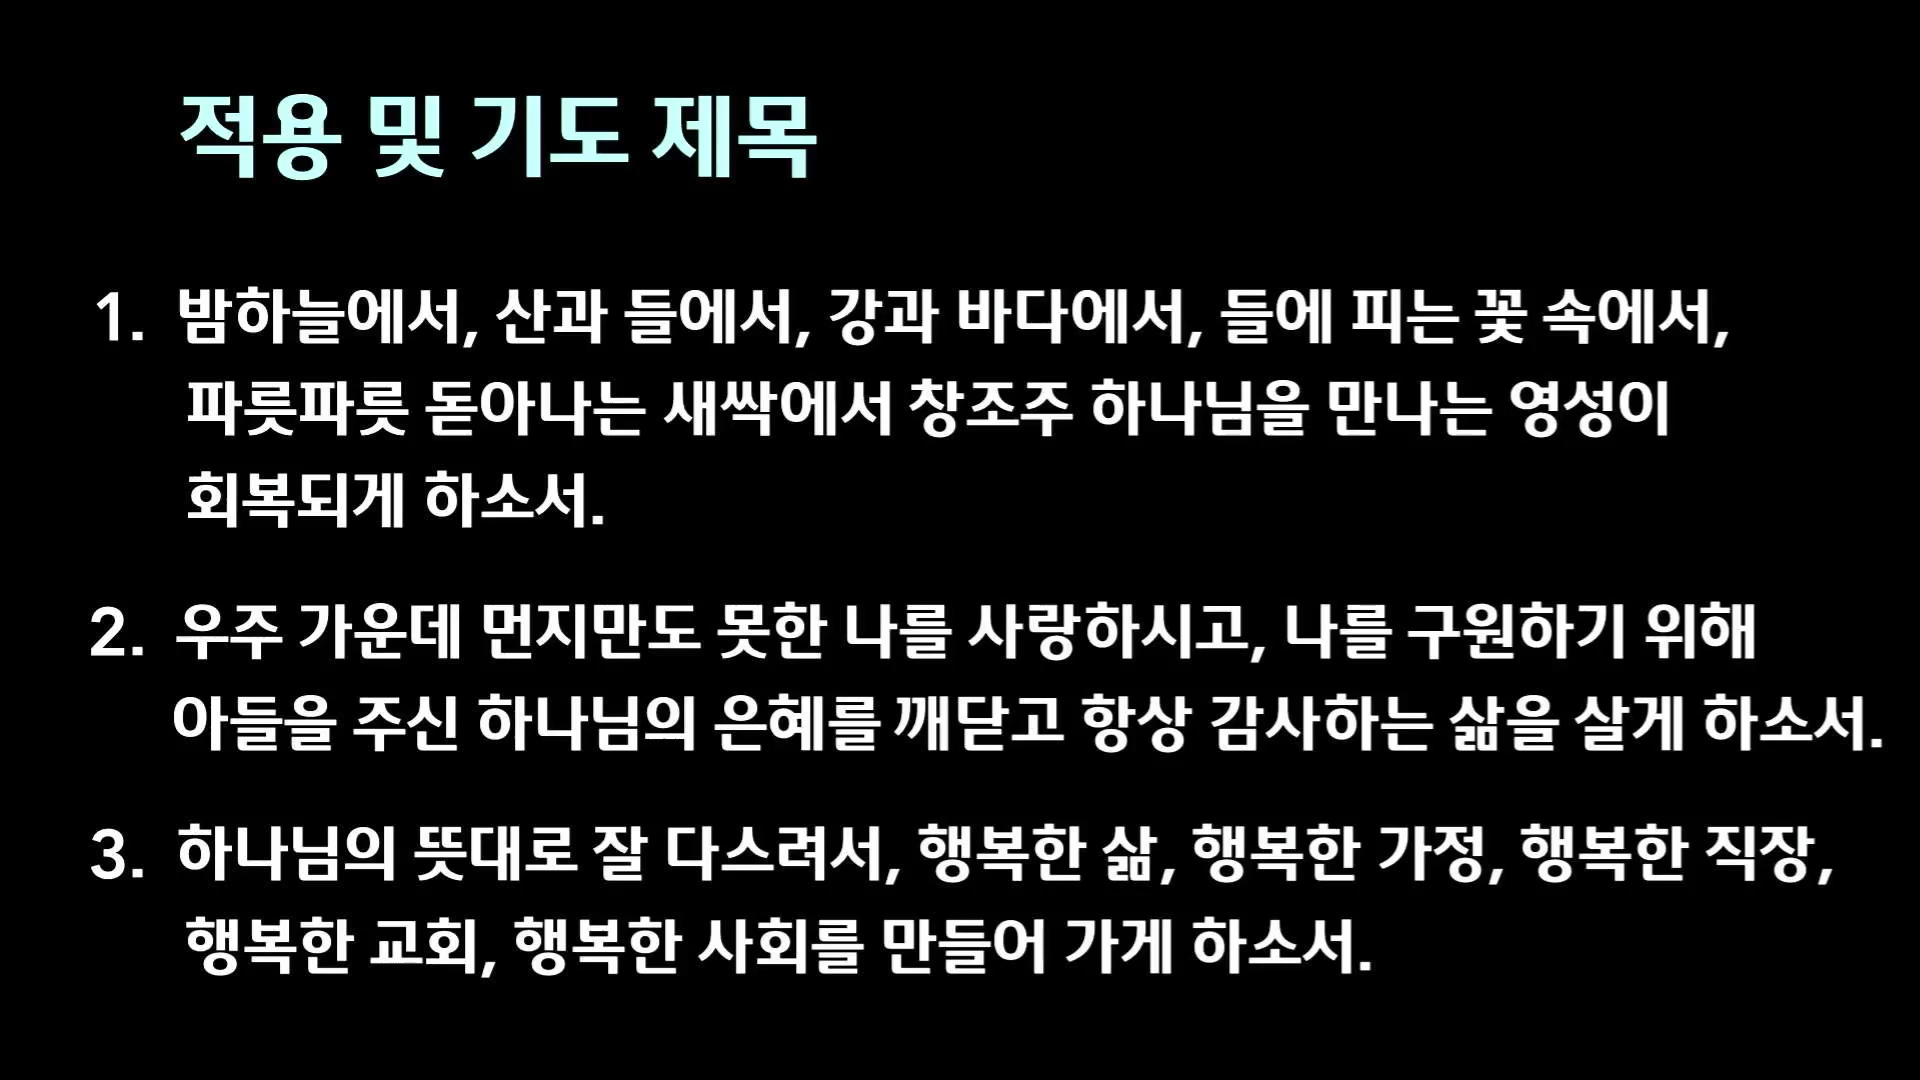 적용 및 기도 제목
1. 밤하늘에서, 산과 들에서, 강과 바다에서, 들에 피는 꽃 속에서,
파릇파릇 돋아나는 새싹에서 창조주 하나님을 만나는 영성이
회복되게 하소서.
2. 우주 가운데 먼지만도 못한 나를 사랑하시고, 나를 구원하기 위해
아들을 주신 하나님의 은혜를 깨닫고 항상 감사하는 삶을 살게 하소서.
3. 하나님의 뜻대로 잘 다스려서, 행복한 삶, 행복한 가정, 행복한 직장,
행복한 교회, 행복한 사회를 만들어 가게 하소서.